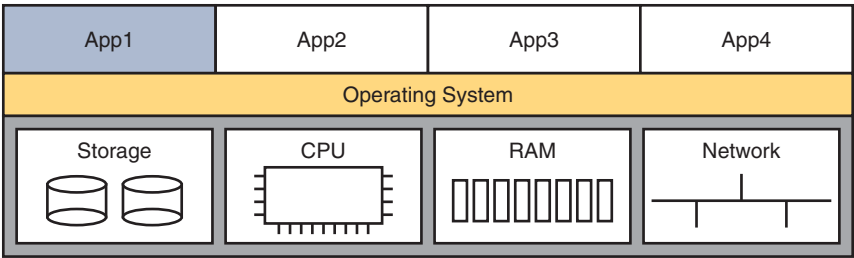 App1 App2 App3 App4
Operating System
Storage CPU RAM Network